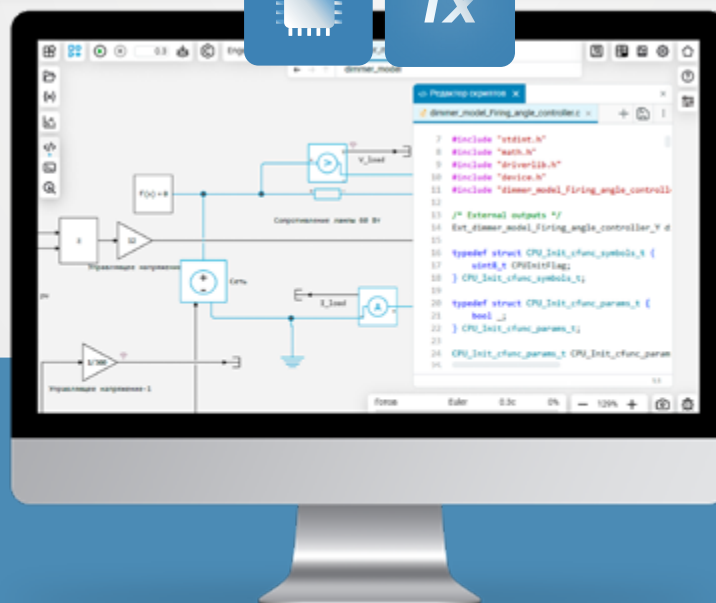 fx
0.3
Enge
dimmer_model
Редактор скриптов ×
dimmer_model_Firing_angle_controller.c ×
7 #include "stdint.h"
8 #include "math.h"
9 #include "driverlib.h"
10 #include "device.h"
11 #include "dimmer_model_Firing_angle_controll
12
13 /* External outputs */
14 Ext_dimmer_model_Firing_angle_controller_Y d
15
16 typedef struct CPU_Init_cfunc_symbols_t {
17 uint8_t CPUInitFlag;
18 } CPU_Init_cfunc_symbols_t;
19
20 typedef struct CPU_Init_cfunc_params_t {
21 bool _;
22 } CPU_Init_cfunc_params_t;
23
24 CPU_Init_cfunc_params_t CPU_Init_cfunc_param
V_load
f(x) = 0
Сопротивление лампы 60 Вт
Управляющее напряжение
Сеть
I_load
1/300
Управляющее напряжение-1
Готов Euler 0.3с 0% − 129% +